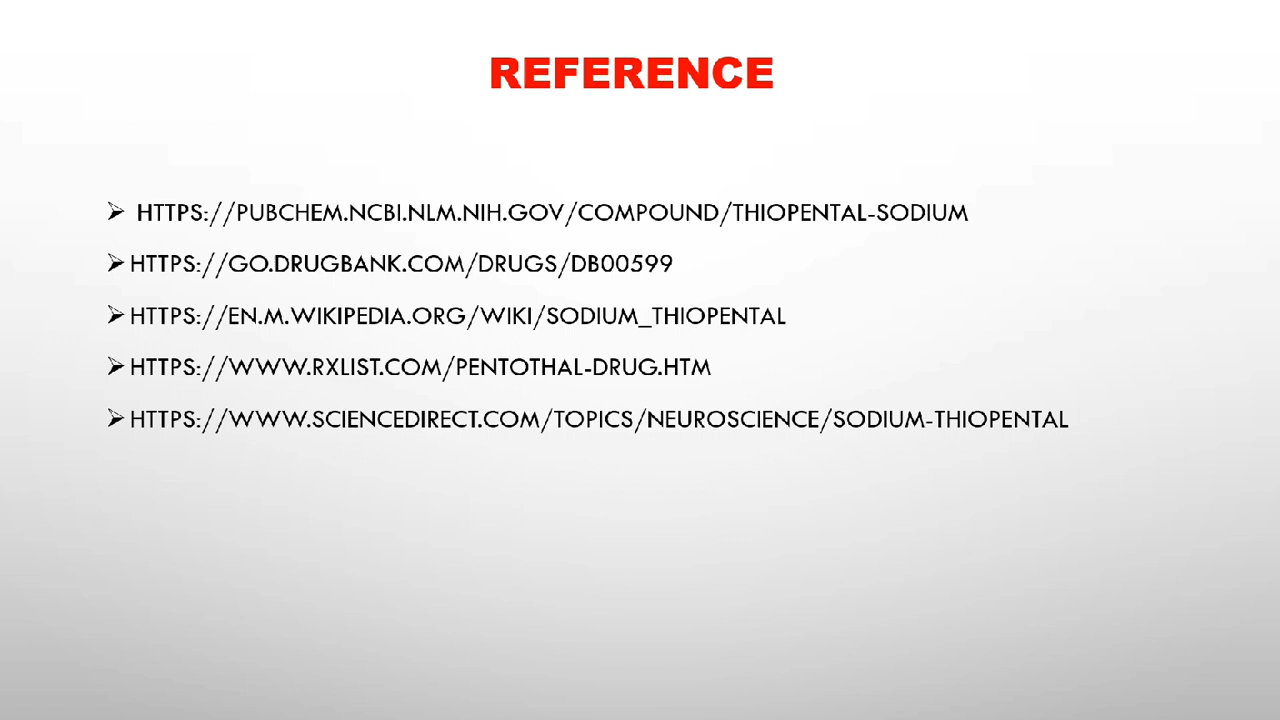 REFERENCE
➢ HTTPS://PUBCHEM.NCBI.NLM.NIH.GOV/COMPOUND/THIOPENTAL-SODIUM
➢ HTTPS://GO.DRUGBANK.COM/DRUGS/DB00599
➢ HTTPS://EN.M.WIKIPEDIA.ORG/WIKI/SODIUM_THIOPENTAL
➢ HTTPS://WWW.RXLIST.COM/PENTOTHAL-DRUG.HTM
➢ HTTPS://WWW.SCIENCEDIRECT.COM/TOPICS/NEUROSCIENCE/SODIUM-THIOPENTAL